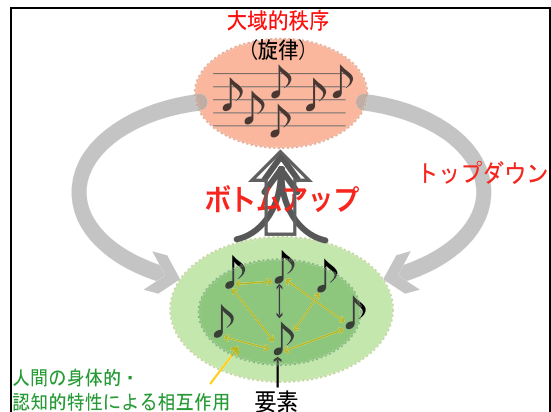 大域的秩序
(旋律)
トップダウン
ボトムアップ
人間の身体的・
認知的特性による相互作用
要素